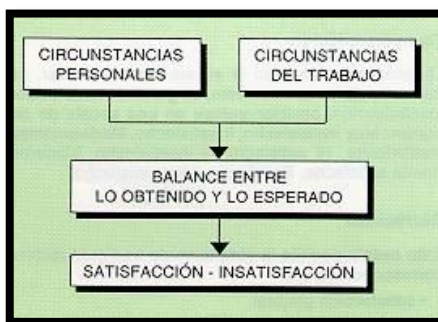 CIRCUNSTANCIAS
PERSONALES
CIRCUNSTANCIAS
DEL TRABAJO
BALANCE ENTRE
LO OBTENIDO Y LO ESPERADO
SATISFACCIÓN - INSATISFACCIÓN